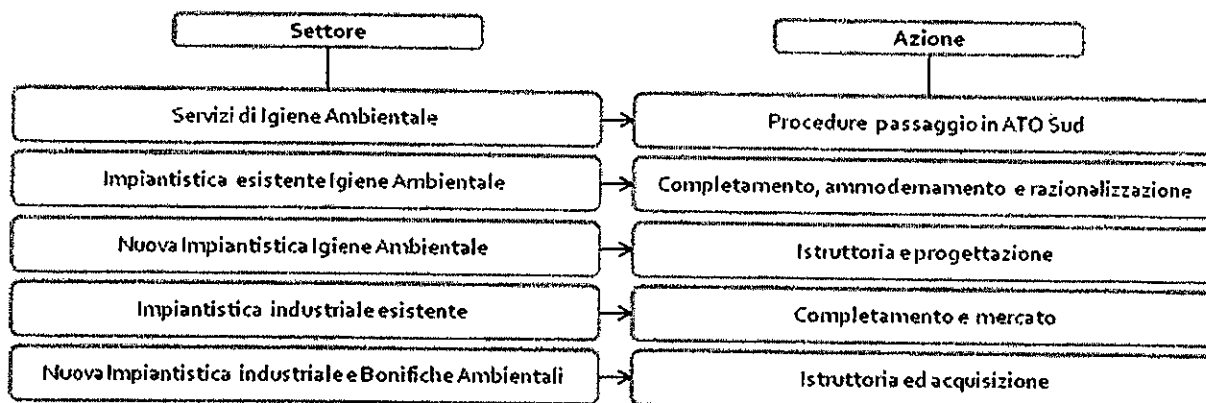 Settore
Azione
Servizi di Igiene Ambientale
Procedure passaggio in ATO Sud
Impiantistica esistente Igiene Ambientale
Completamento, ammodernamento e razionalizzazione
Nuova Impiantistica Igiene Ambientale
Istruttoria e progettazione
Impiantistica industriale esistente
Completamento e mercato
Nuova Impiantistica industriale e Bonifiche Ambientali
Istruttoria ed acquisizione